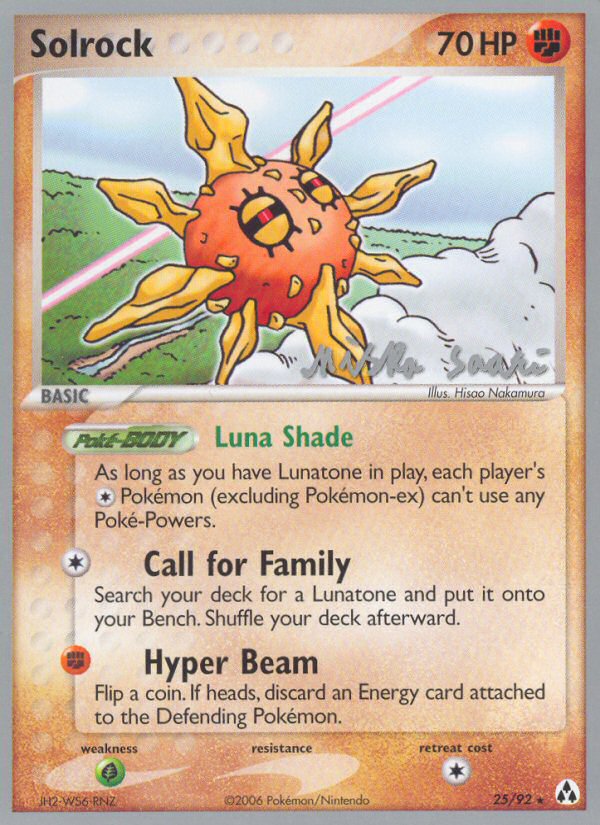 Solrock 70 HP
Miska Saari
BASIC
Illus. Hisao Nakamura
Poké-BODY Luna Shade
As long as you have Lunatone in play, each player's
Pokémon (excluding Pokémon-ex) can't use any
Poké-Powers.
Call for Family
Search your deck for a Lunatone and put it onto
your Bench. Shuffle your deck afterward.
Hyper Beam
Flip a coin. If heads, discard an Energy card attached
to the Defending Pokémon.
weakness resistance retreat cost
JH2-W56-RNZ ©2006 Pokémon/Nintendo 25/92 ★